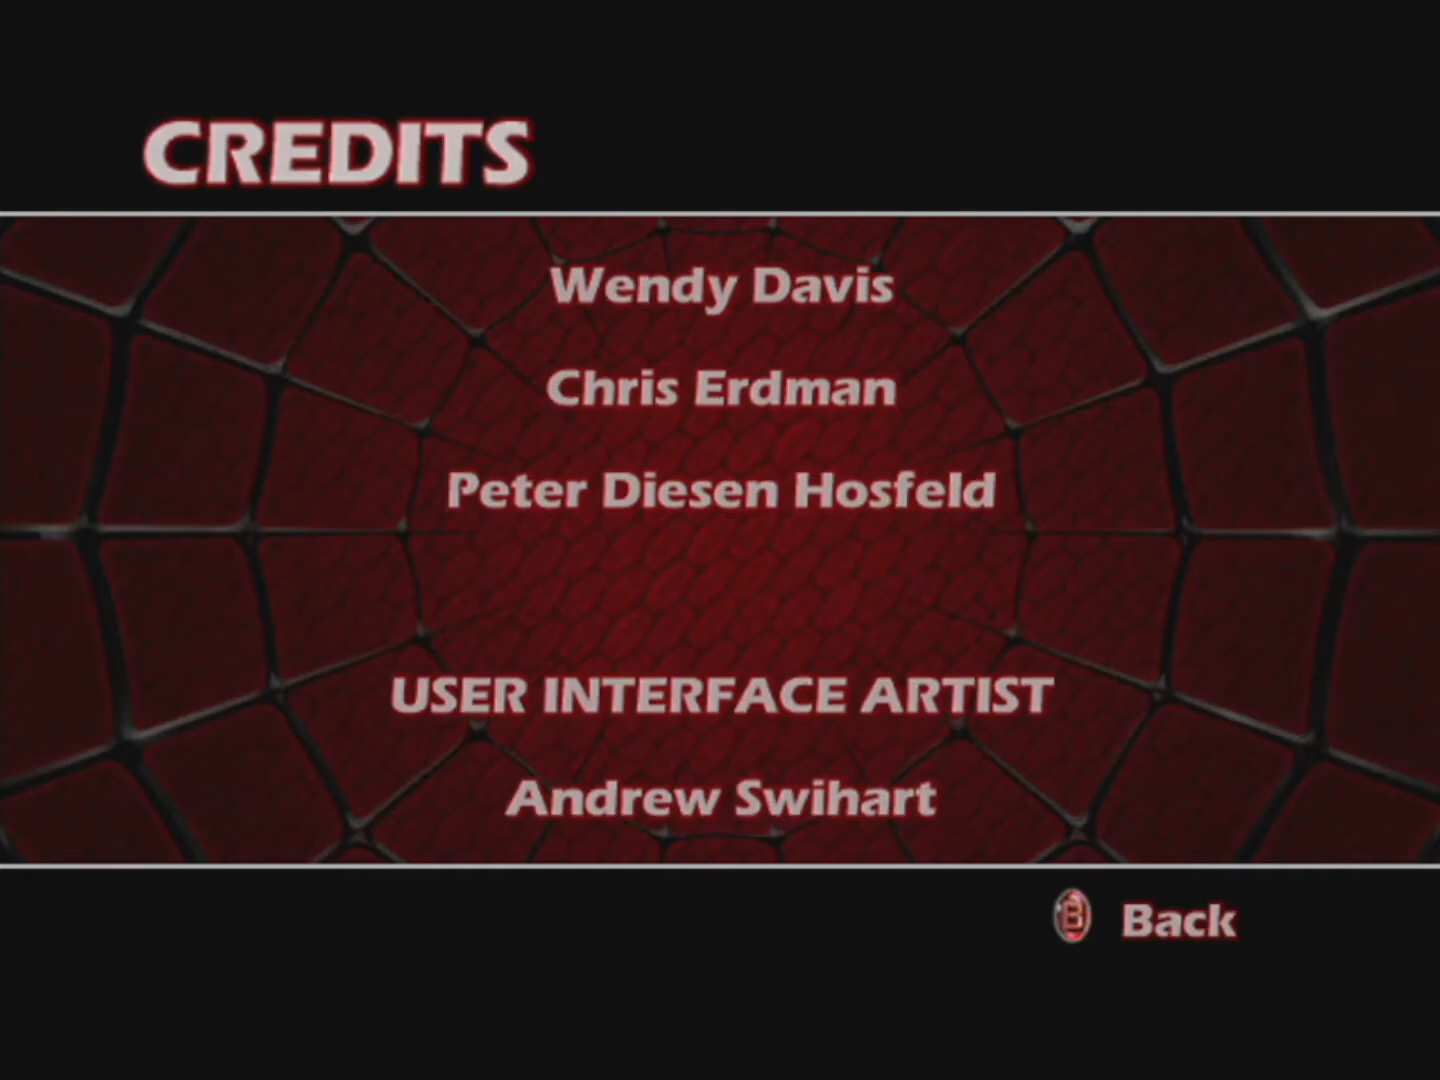 CREDITS
Wendy Davis
Chris Erdman
Peter Diesen Hosfeld
USER INTERFACE ARTIST
Andrew Swihart
B Back